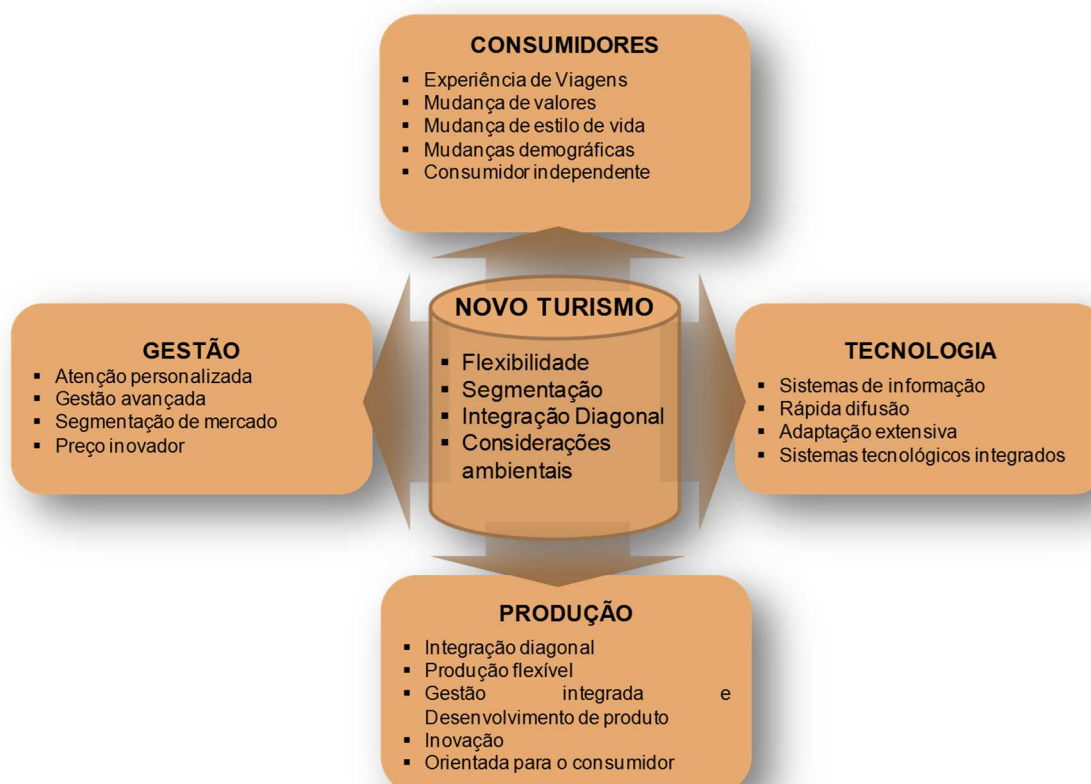 CONSUMIDORES
▪ Experiência de Viagens
▪ Mudança de valores
▪ Mudança de estilo de vida
▪ Mudanças demográficas
▪ Consumidor independente
NOVO TURISMO
▪ Flexibilidade
▪ Segmentação
▪ Integração Diagonal
▪ Considerações
ambientais
GESTÃO
▪ Atenção personalizada
▪ Gestão avançada
▪ Segmentação de mercado
▪ Preço inovador
TECNOLOGIA
▪ Sistemas de informação
▪ Rápida difusão
▪ Adaptação extensiva
▪ Sistemas tecnológicos integrados
PRODUÇÃO
▪ Integração diagonal
▪ Produção flexível
▪ Gestão integrada e
Desenvolvimento de produto
▪ Inovação
▪ Orientada para o consumidor